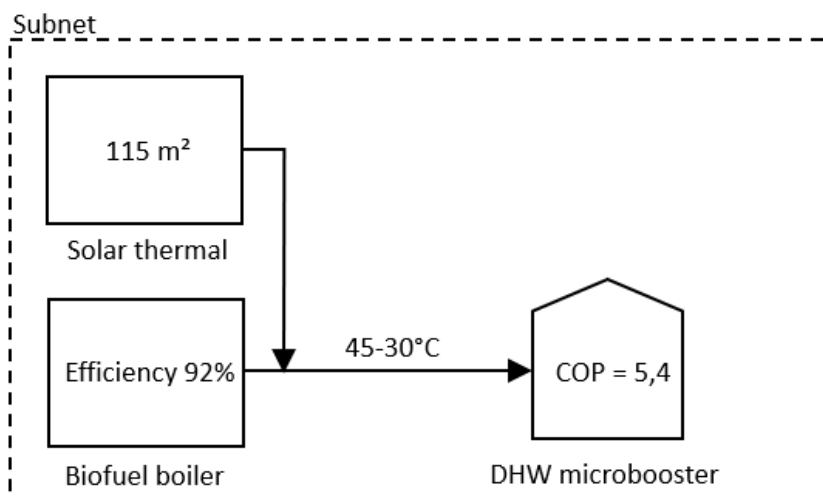 Subnet
115 m²
Solar thermal
Efficiency 92%
Biofuel boiler
45-30°C
COP = 5,4
DHW microbooster